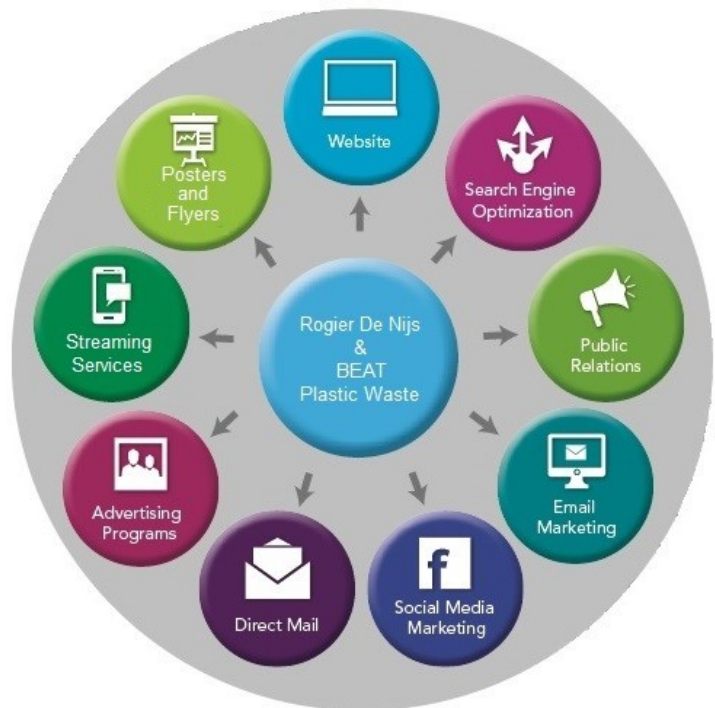 Website
Search Engine
Optimization
Public
Relations
Email
Marketing
Social Media
Marketing
Direct Mail
Advertising
Programs
Streaming
Services
Posters
and
Flyers
Rogier De Nijs
&
BEAT
Plastic Waste